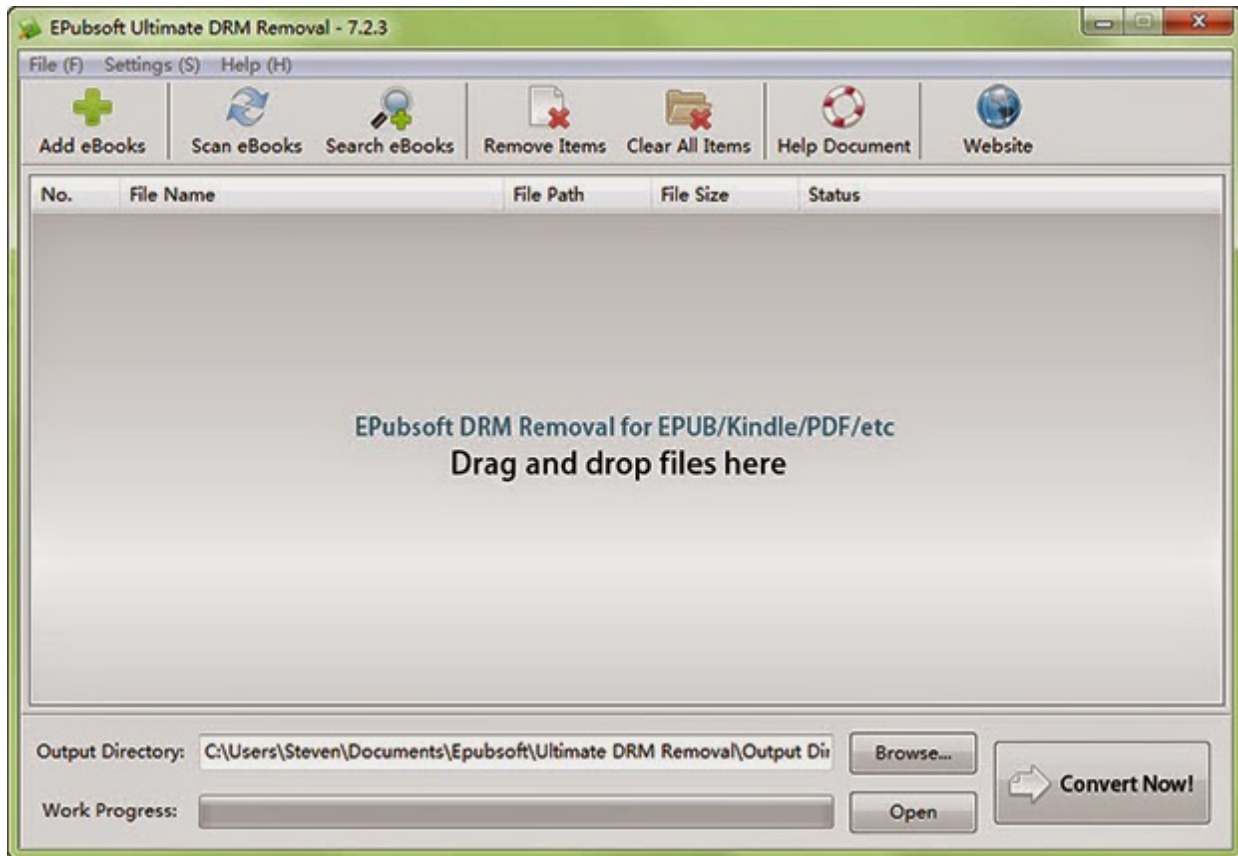 EPubsoft Ultimate DRM Removal - 7.2.3
File (F) Settings (S) Help (H)
Add eBooks Scan eBooks Search eBooks Remove Items Clear All Items Help Document Website
No. File Name File Path File Size Status
EPubsoft DRM Removal for EPUB/Kindle/PDF/etc
Drag and drop files here
Output Directory: C:\Users\Steven\Documents\Epubsoft\Ultimate DRM Removal\Output Dir Browse...
Convert Now!
Work Progress: Open